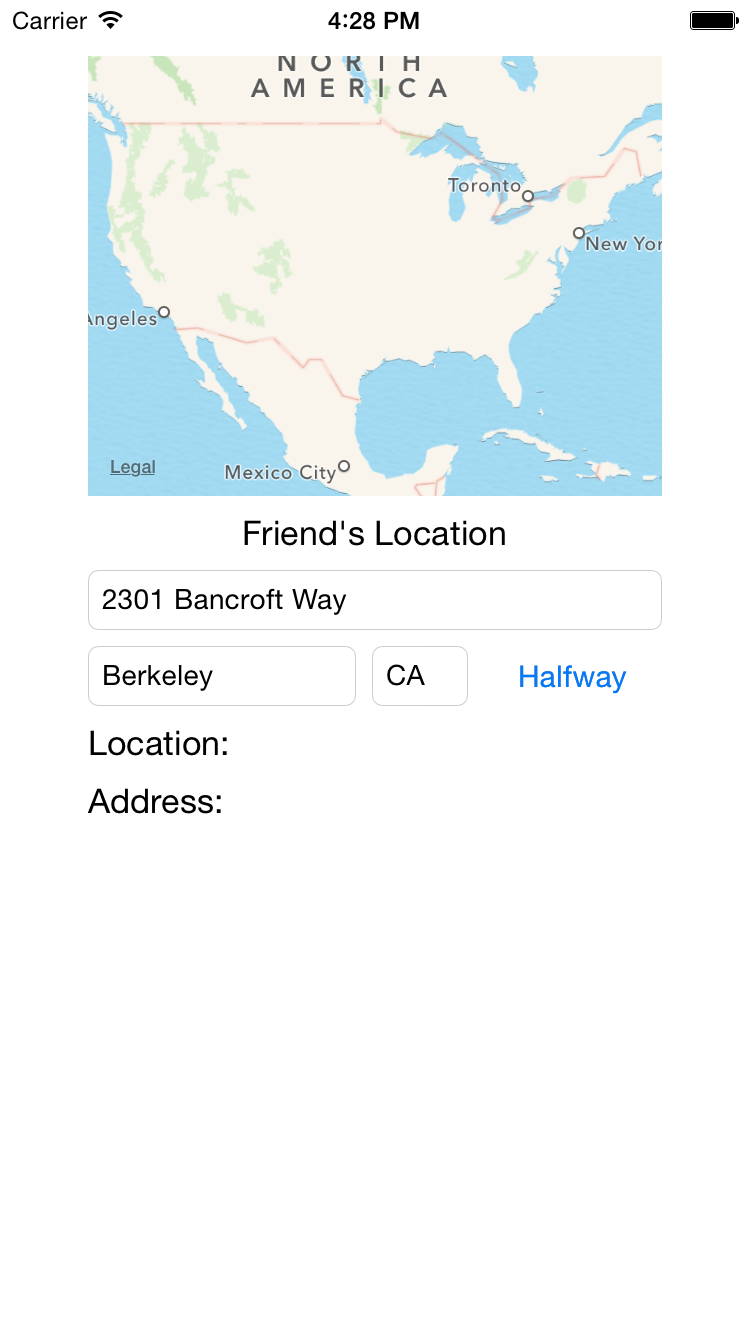 Carrier 4:28 PM
NORTH
AMERICA
Toronto
New Yor
Angeles
Legal
Mexico City
Friend's Location
2301 Bancroft Way
Berkeley CA Halfway
Location:
Address: